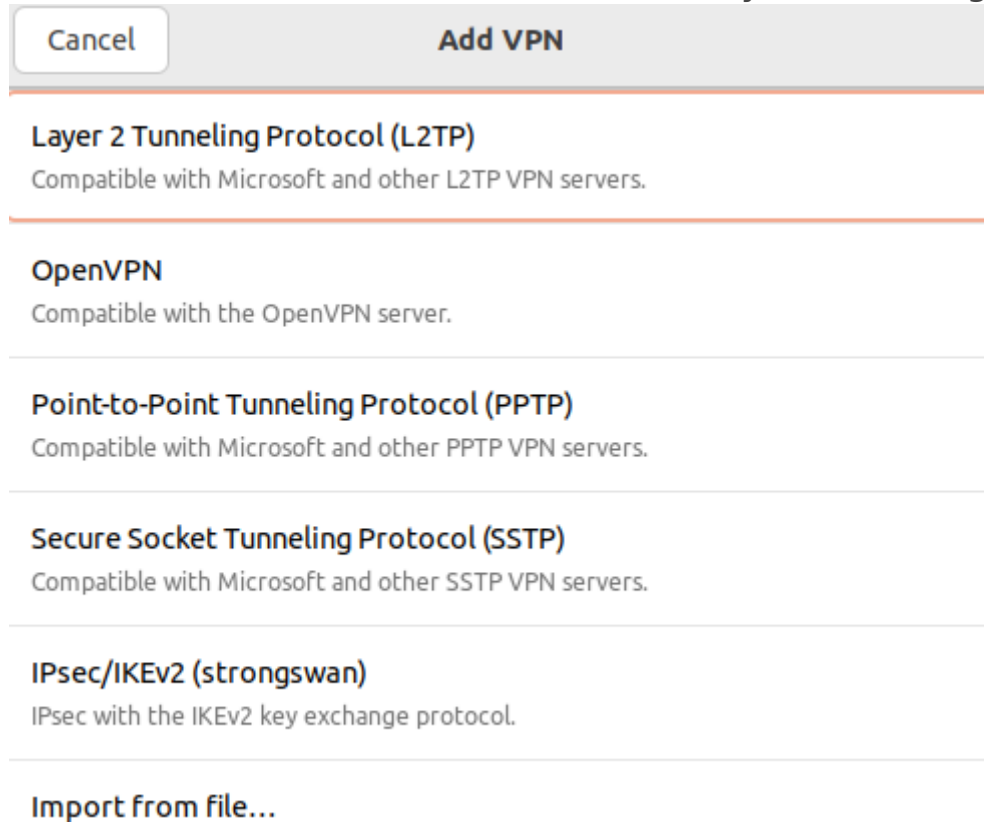 Cancel
Add VPN
Layer 2 Tunneling Protocol (L2TP)
Compatible with Microsoft and other L2TP VPN servers.
OpenVPN
Compatible with the OpenVPN server.
Point-to-Point Tunneling Protocol (PPTP)
Compatible with Microsoft and other PPTP VPN servers.
Secure Socket Tunneling Protocol (SSTP)
Compatible with Microsoft and other SSTP VPN servers.
IPsec/IKEv2 (strongswan)
IPsec with the IKEv2 key exchange protocol.
Import from file...